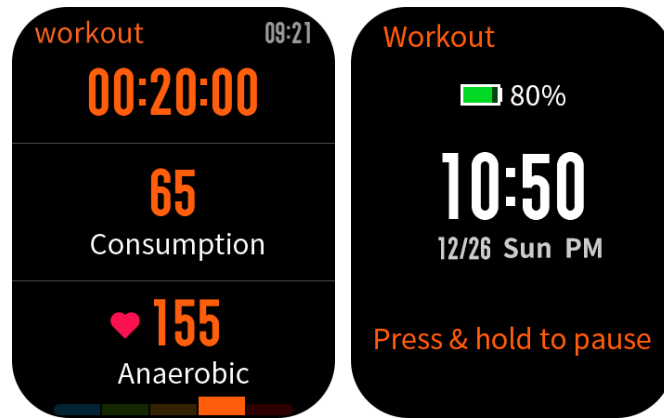 workout 09:21
00:20:00
65
Consumption
155
Anaerobic
Workout
80%
10:50
12/26 Sun PM
Press & hold to pause